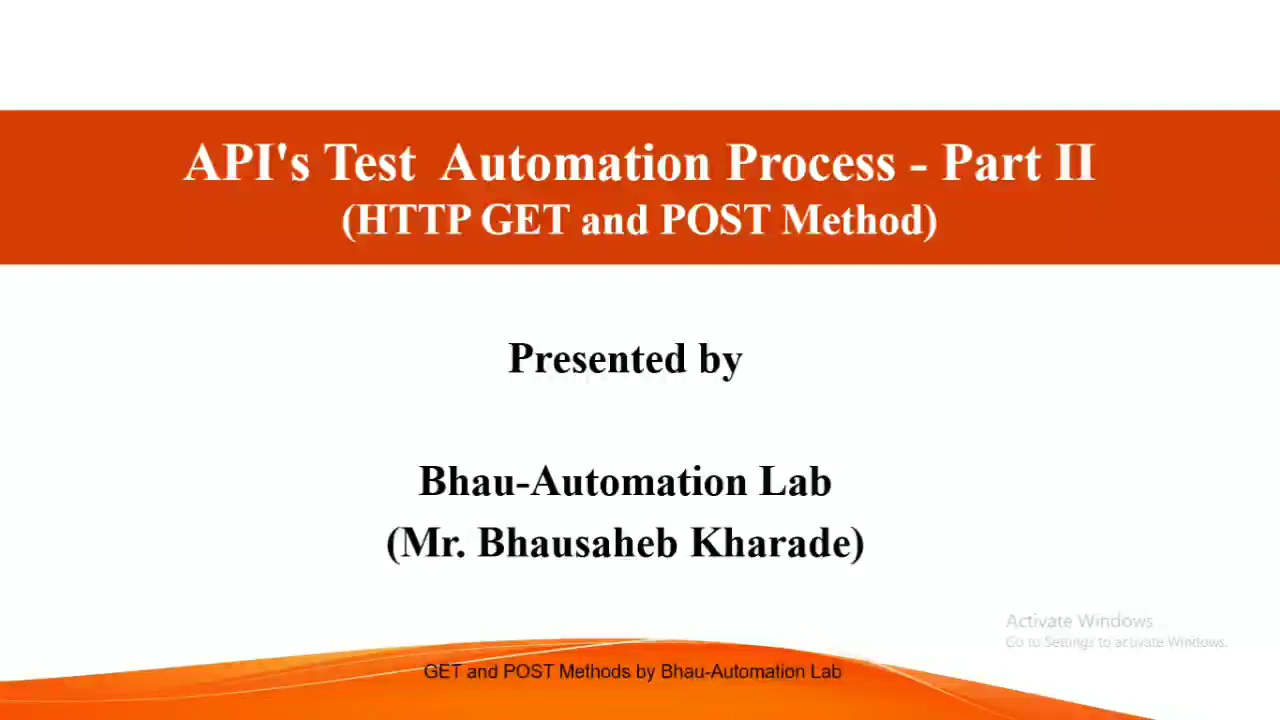 API's Test Automation Process - Part II
(HTTP GET and POST Method)
Presented by
Bhau-Automation Lab
(Mr. Bhausaheb Kharade)
Activate Windows
Go to Settings to activate Windows.
GET and POST Methods by Bhau-Automation Lab